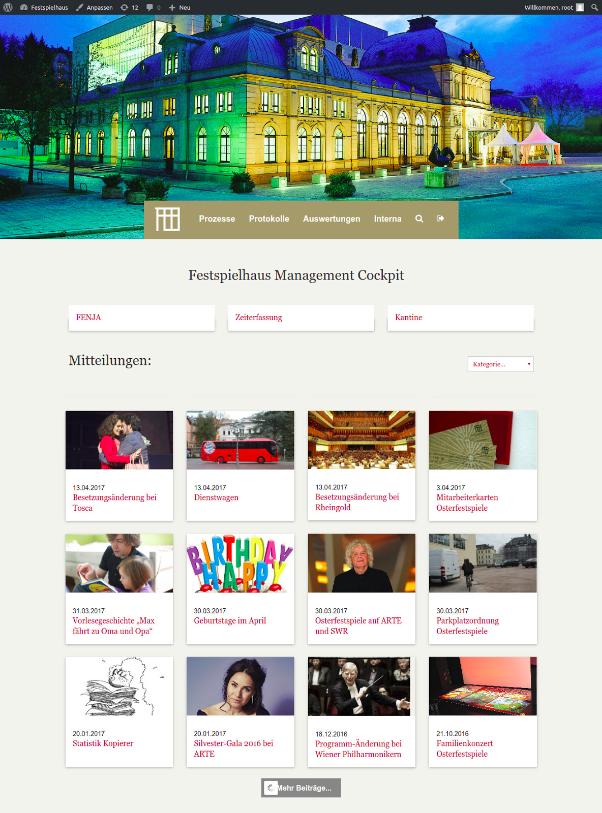 Festspielhaus Anpassen 12 0 Neu Willkommen, root
Prozesse Protokolle Auswertungen Interna
Festspielhaus Management Cockpit
FENJA Zeiterfassung Kantine
Mitteilungen: Kategorie...
13.04.2017
Besetzungsänderung bei
Tosca
13.04.2017
Dienstwagen
13.04.2017
Besetzungsänderung bei
Rheingold
3.04.2017
Mitarbeiterkarten
Osterfestspiele
31.03.2017
Vorlesegeschichte „Max
fährt zu Oma und Opa“
BIRTHDAY
HAPPY
30.03.2017
Geburtstage im April
30.03.2017
Osterfestspiele auf ARTE
und SWR
30.03.2017
Parkplatzordnung
Osterfestspiele
20.01.2017
Statistik Kopierer
20.01.2017
Silvester-Gala 2016 bei
ARTE
18.12.2016
Programm-Änderung bei
Wiener Philharmonikern
21.10.2016
Familienkonzert
Osterfestspiele
Mehr Beiträge...